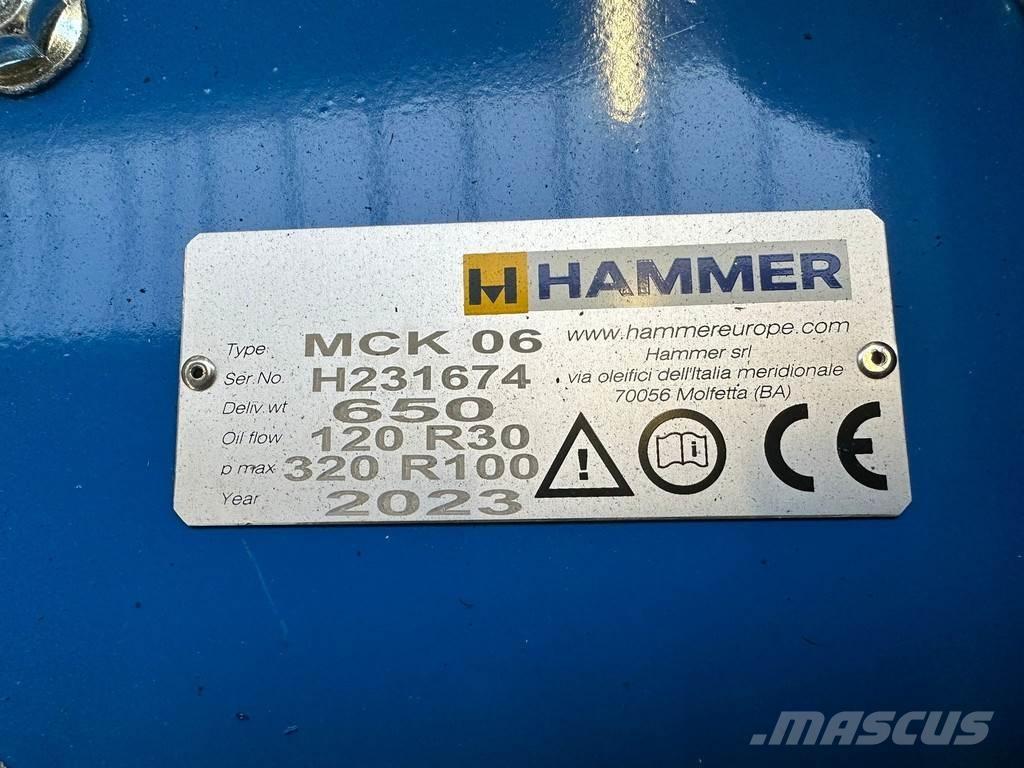 H HAMMER
www.hammereurope.com
Hammer srl
via oleifici dell'Italia meridionale
70056 Molfetta (BA)
Type MCK 06
Ser.No. H231674
Deliv.wt 650
Oil flow 120 R30
p max 320 R100
Year 2023
! i CE
MASCUS